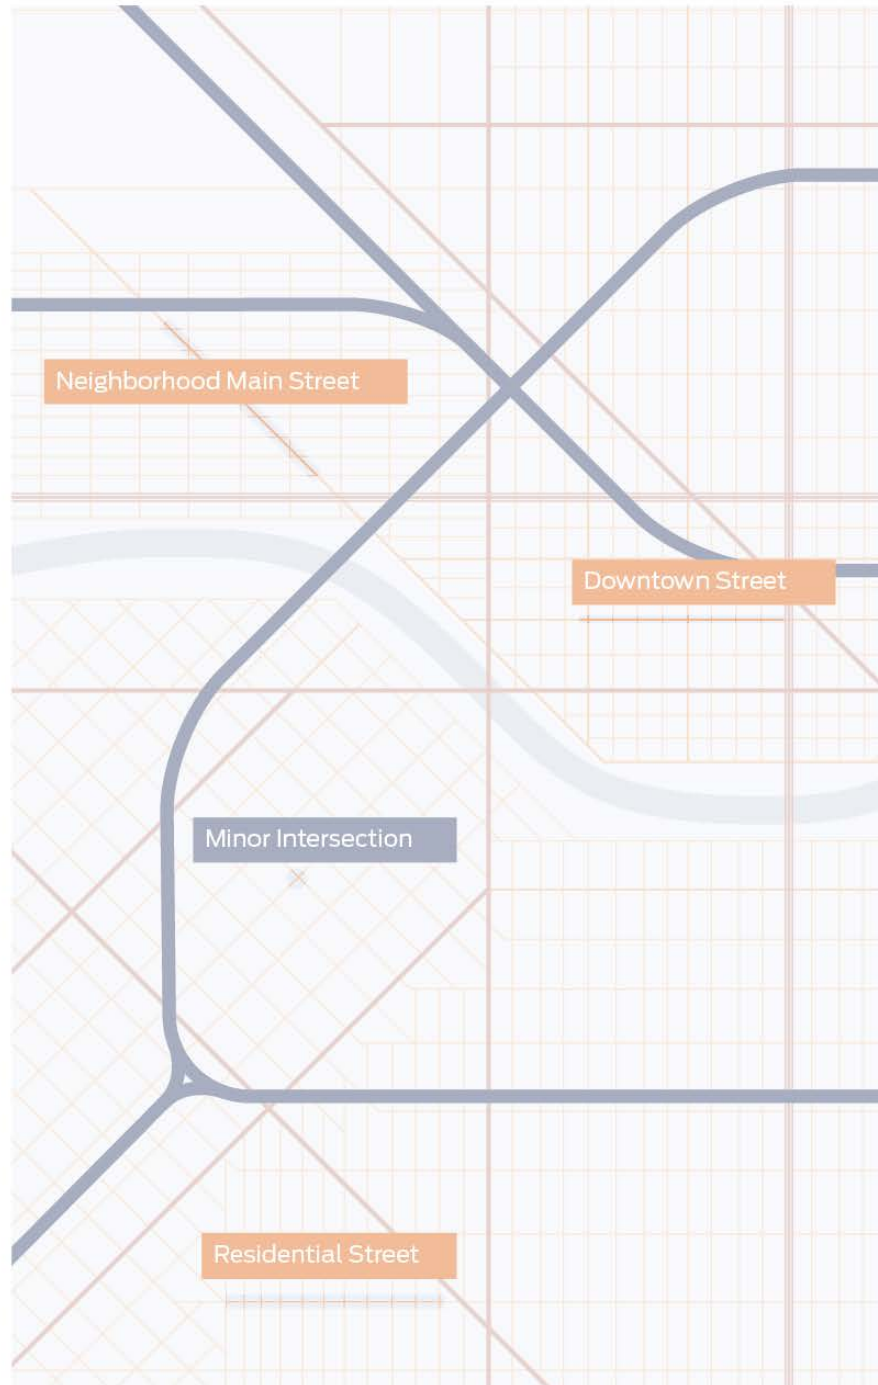 Neighborhood Main Street
Downtown Street
Minor Intersection
Residential Street